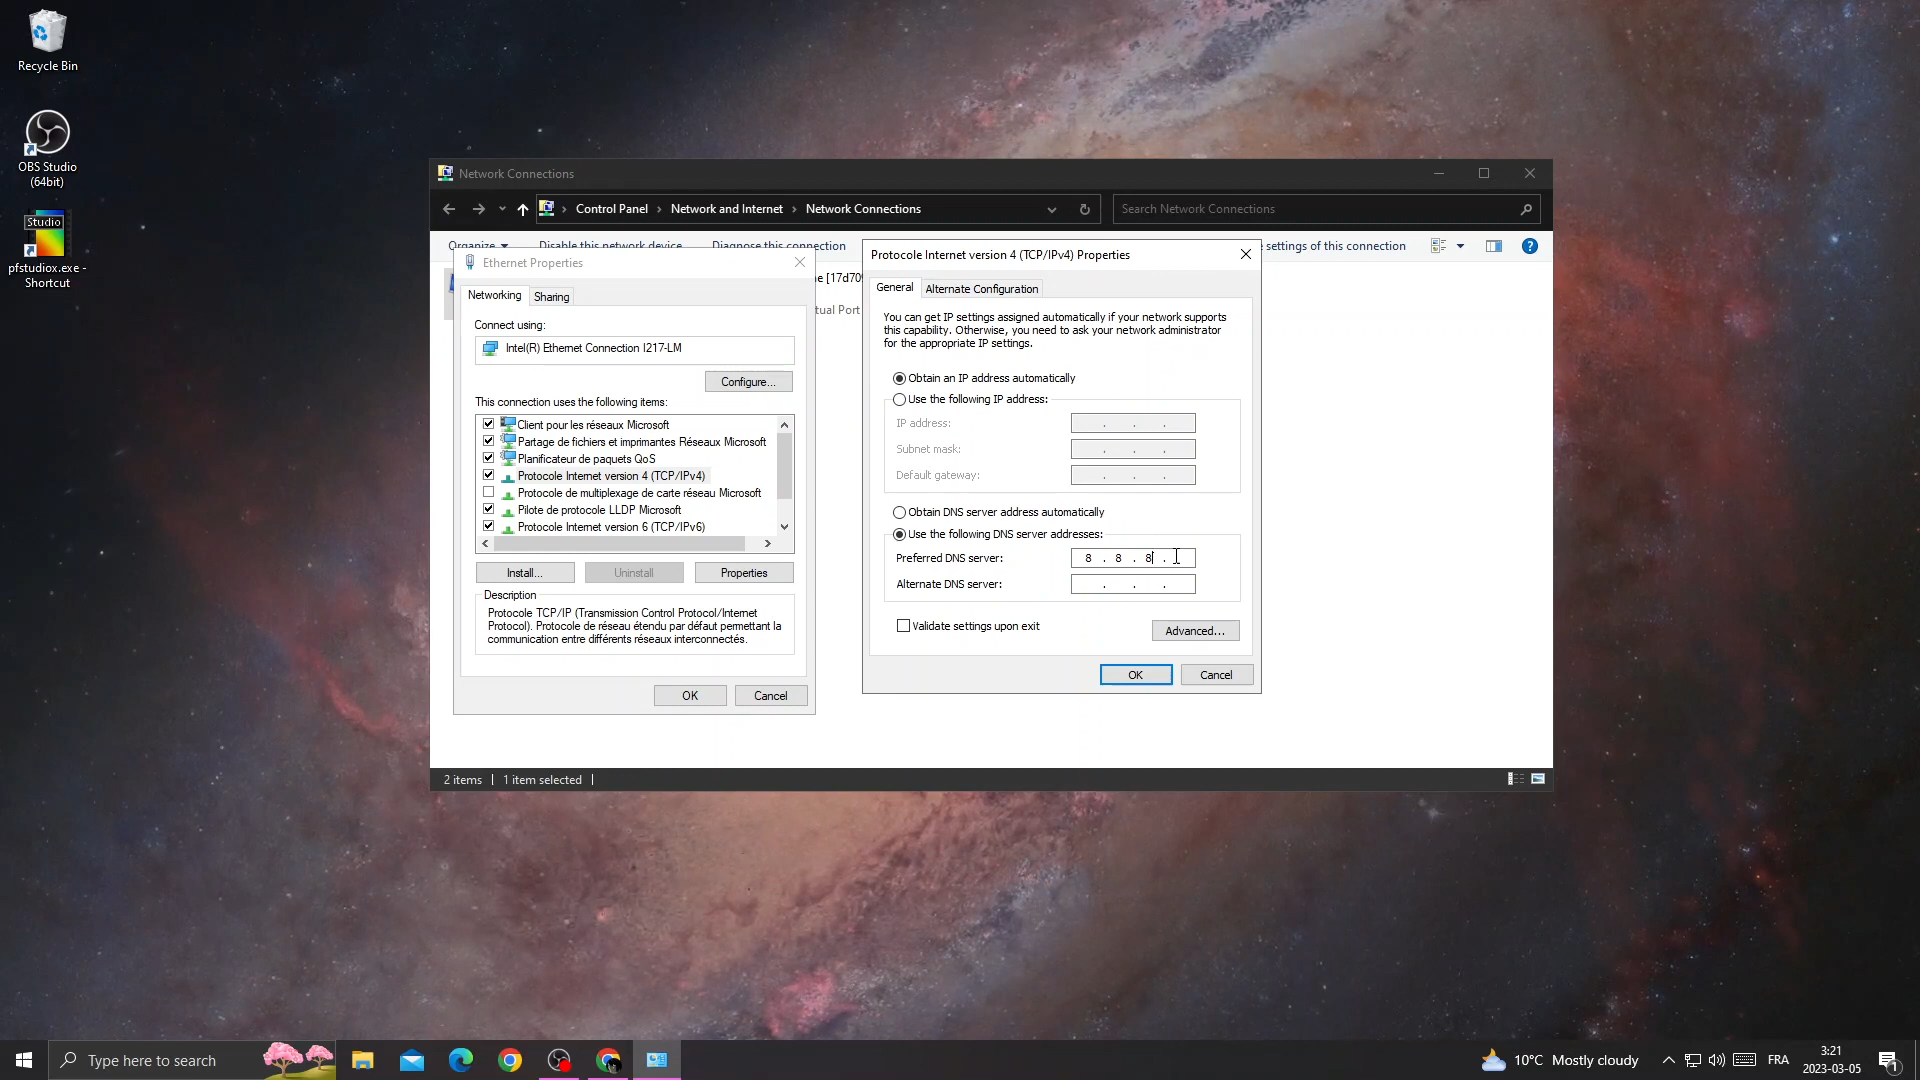 Recycle Bin
OBS Studio
(64bit)
Studio
pfstudiox.exe -
Shortcut
Network Connections
Control Panel
Network and Internet
Network Connections
Search Network Connections
Organize
Disable this network device
Diagnose this connection
settings of this connection
Ethernet Properties
Networking
Sharing
Connect using:
Intel(R) Ethernet Connection I217-LM
Configure...
This connection uses the following items:
Client pour les réseaux Microsoft
Partage de fichiers et imprimantes Réseaux Microsoft
Planificateur de paquets QoS
Protocole Internet version 4 (TCP/IPv4)
Protocole de multiplexage de carte réseau Microsoft
Pilote de protocole LLDP Microsoft
Protocole Internet version 6 (TCP/IPv6)
Install...
Uninstall
Properties
Description
Protocole TCP/IP (Transmission Control Protocol/Internet
Protocol). Protocole de réseau étendu par défaut permettant la
communication entre différents réseaux interconnectés.
OK
Cancel
tual Port
Protocole Internet version 4 (TCP/IPv4) Properties
General
Alternate Configuration
You can get IP settings assigned automatically if your network supports
this capability. Otherwise, you need to ask your network administrator
for the appropriate IP settings.
Obtain an IP address automatically
Use the following IP address:
IP address:
. . .
Subnet mask:
. . .
Default gateway:
. . .
Obtain DNS server address automatically
Use the following DNS server addresses:
Preferred DNS server:
8 . 8 . 8 .
Alternate DNS server:
. . .
Validate settings upon exit
Advanced...
OK
Cancel
2 items
1 item selected
Type here to search
10°C Mostly cloudy
FRA
3:21
2023-03-05
1